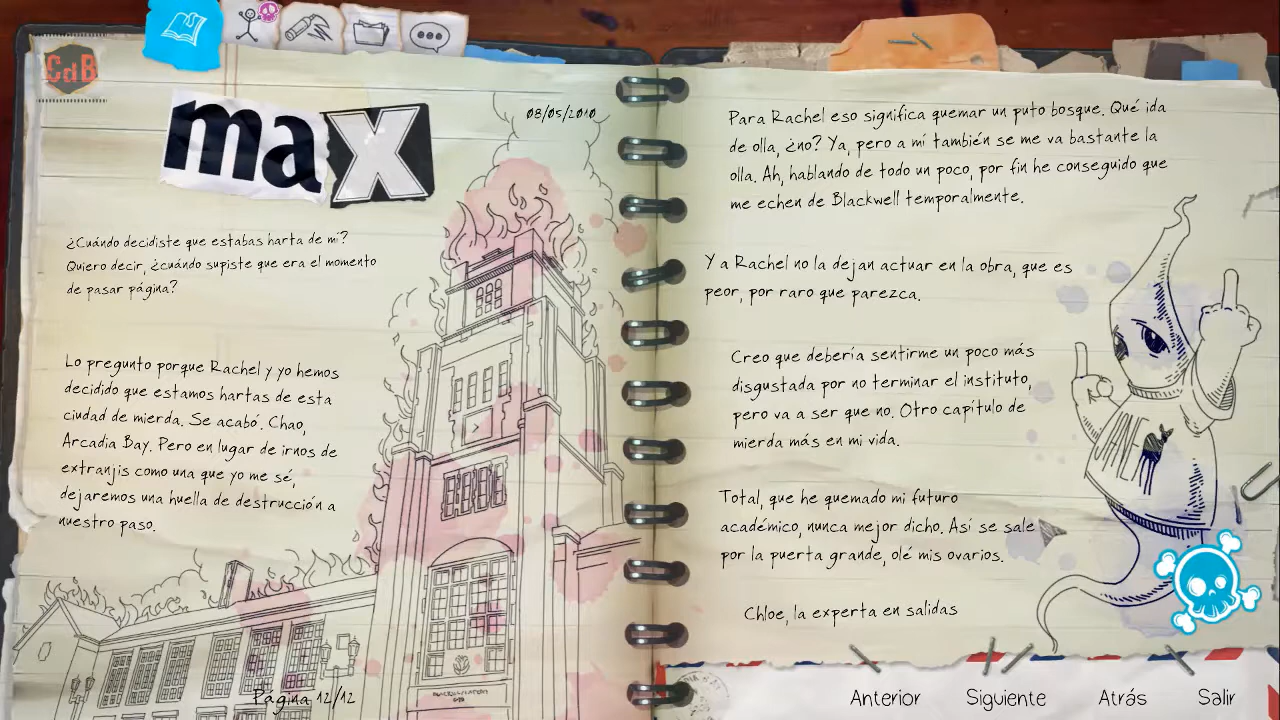 CdB
max
08/05/2010
¿Cuándo decidiste que estabas harta de mí?
Quiero decir, ¿cuándo supiste que era el momento
de pasar página?
Lo pregunto porque Rachel y yo hemos
decidido que estamos hartas de esta
ciudad de mierda. Se acabó. Chao,
Arcadia Bay. Pero en lugar de irnos de
extranjis como una que yo me sé,
dejaremos una huella de destrucción a
nuestro paso.
Página 12/12
Para Rachel eso significa quemar un puto bosque. Qué ida
de olla, ¿no? Ya, pero a mí también se me va bastante la
olla. Ah, hablando de todo un poco, por fin he conseguido que
me echen de Blackwell temporalmente.
Y a Rachel no la dejan actuar en la obra, que es
peor, por raro que parezca.
Creo que debería sentirme un poco más
disgustada por no terminar el instituto,
pero va a ser que no. Otro capítulo de
mierda más en mi vida.
Total, que he quemado mi futuro
académico, nunca mejor dicho. Así se sale
por la puerta grande, olé mis ovarios.
Chloe, la experta en salidas
JANE
Anterior Siguiente Atrás Salir